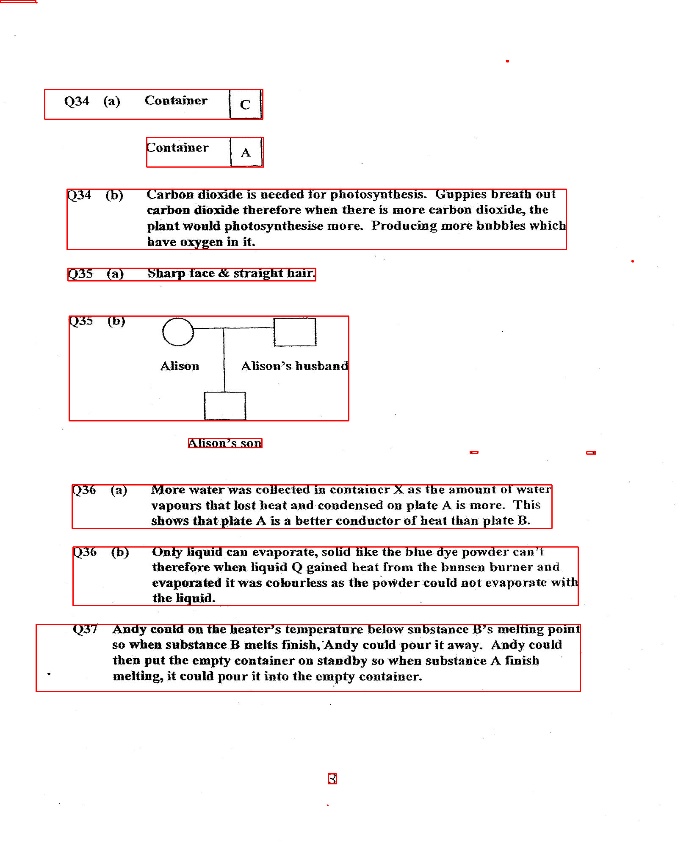 Q34 (a) Container C
Container A
Q34 (b) Carbon dioxide is needed for photosynthesis. Guppies breath out
carbon dioxide therefore when there is more carbon dioxide, the
plant would photosynthesise more. Producing more bubbles which
have oxygen in it.
Q35 (a) Sharp face & straight hair.
Q35 (b)
Alison Alison's husband
Alison's son
Q36 (a) More water was collected in container X as the amount of water
vapours that lost heat and condensed on plate A is more. This
shows that plate A is a better conductor of heat than plate B.
Q36 (b) Only liquid can evaporate, solid like the blue dye powder can't
therefore when liquid Q gained heat from the bunsen burner and
evaporated it was colourless as the powder could not evaporate with
the liquid.
Q37 Andy could on the heater's temperature below substance B's melting point
so when substance B melts finish, Andy could pour it away. Andy could
then put the empty container on standby so when substance A finish
melting, it could pour it into the empty container.
3